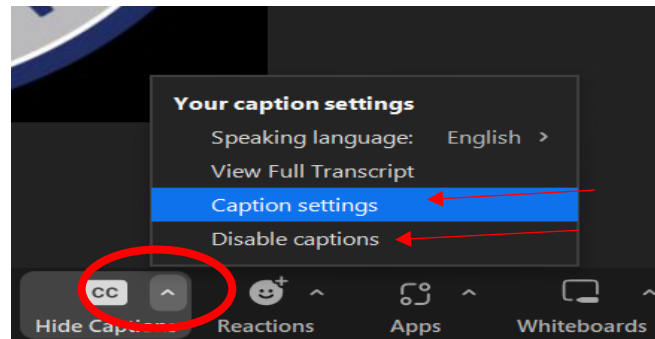 Your caption settings
Speaking language: English >
View Full Transcript
Caption settings
Disable captions
CC
Hide Captions Reactions Apps Whiteboards